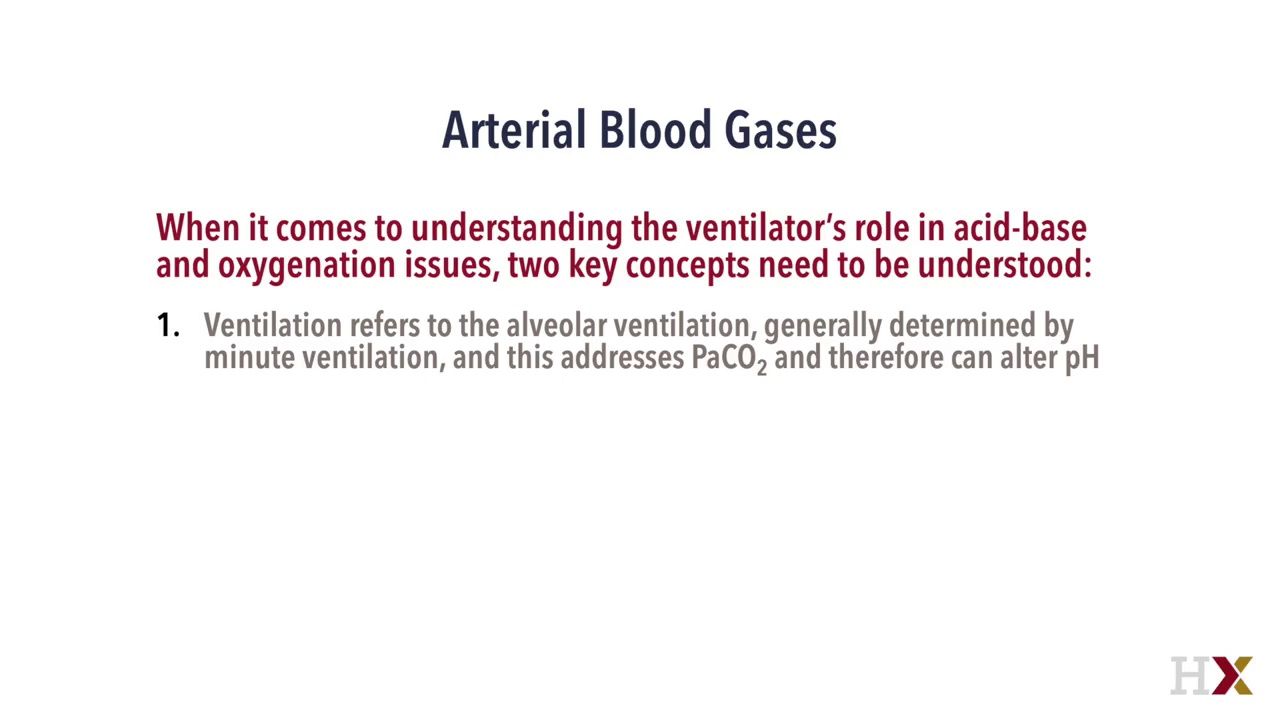 Arterial Blood Gases
When it comes to understanding the ventilator’s role in acid-base
and oxygenation issues, two key concepts need to be understood:
1. Ventilation refers to the alveolar ventilation, generally determined by
minute ventilation, and this addresses PaCO₂ and therefore can alter pH
HX